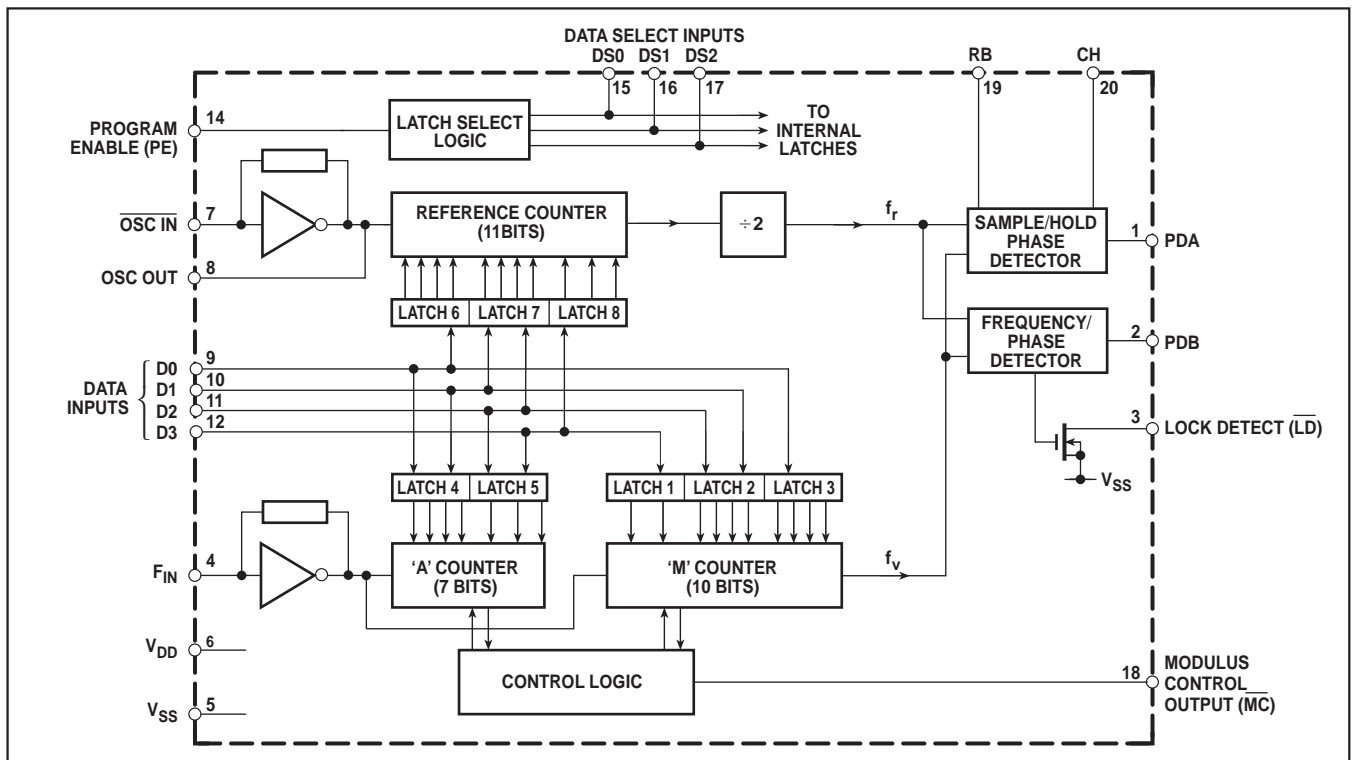 DATA SELECT INPUTS
DS0 DS1 DS2
15 16 17
RB
19
CH
20
PROGRAM
ENABLE (PE)
14
LATCH SELECT
LOGIC
TO
INTERNAL
LATCHES
OSC IN
7
OSC OUT
8
REFERENCE COUNTER
(11BITS)
÷2
fr
SAMPLE/HOLD
PHASE
DETECTOR
1
PDA
LATCH 6 LATCH 7 LATCH 8
FREQUENCY/
PHASE
DETECTOR
2
PDB
DATA
INPUTS
D0
9
D1
10
D2
11
D3
12
3
LOCK DETECT (LD)
VSS
LATCH 4 LATCH 5
LATCH 1 LATCH 2 LATCH 3
FIN
4
‘A’ COUNTER
(7 BITS)
‘M’ COUNTER
(10 BITS)
fv
VDD
6
VSS
5
CONTROL LOGIC
18
MODULUS
CONTROL
OUTPUT (MC)